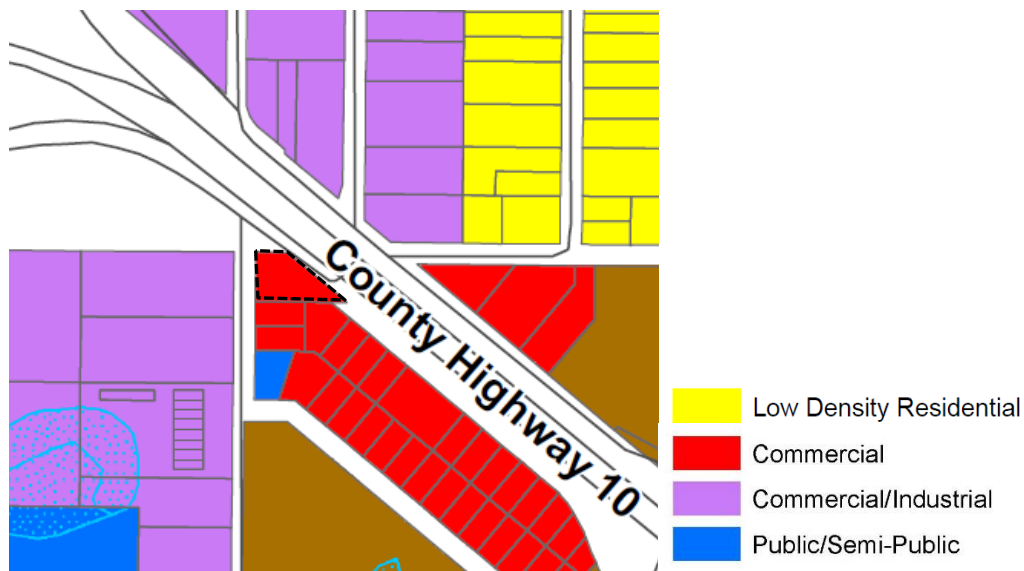 County Highway 10
Low Density Residential
Commercial
Commercial/Industrial
Public/Semi-Public